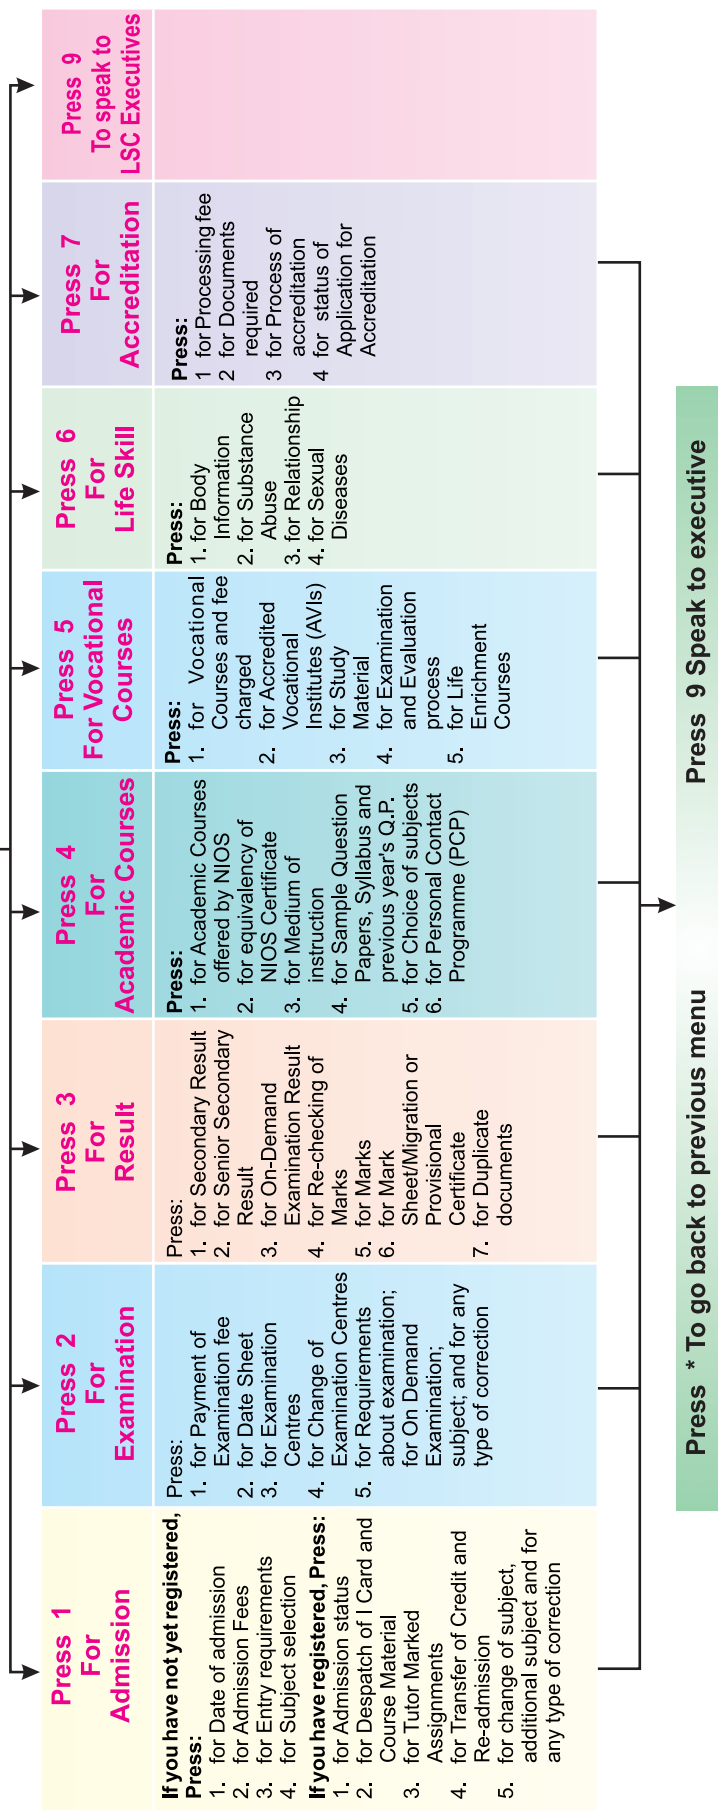 Press 1
For
Admission
If you have not yet registered,
Press:
1. for Date of admission
2. for Admission Fees
3. for Entry requirements
4. for Subject selection
If you have registered, Press:
1. for Admission status
2. for Despatch of I Card and
Course Material
3. for Tutor Marked
Assignments
4. for Transfer of Credit and
Re-admission
5. for change of subject,
additional subject and for
any type of correction
Press 2
For
Examination
Press:
1. for Payment of
Examination fee
2. for Date Sheet
3. for Examination
Centres
4. for Change of
Examination Centres
5. for Requirements
about examination;
for On Demand
Examination;
subject; and for any
type of correction
Press 3
For
Result
Press:
1. for Secondary Result
2. for Senior Secondary
Result
3. for On-Demand
Examination Result
4. for Re-checking of
Marks
5. for Marks
6. for Mark
Sheet/Migration or
Provisional
Certificate
7. for Duplicate
documents
Press 4
For
Academic Courses
Press:
1. for Academic Courses
offered by NIOS
2. for equivalency of
NIOS Certificate
3. for Medium of
instruction
4. for Sample Question
Papers, Syllabus and
previous year's Q.P.
5. for Choice of subjects
6. for Personal Contact
Programme (PCP)
Press 5
For Vocational
Courses
Press:
1. for Vocational
Courses and fee
charged
2. for Accredited
Vocational
Institutes (AVIs)
3. for Study
Material
4. for Examination
and Evaluation
process
5. for Life
Enrichment
Courses
Press 6
For
Life Skill
Press:
1. for Body
Information
2. for Substance
Abuse
3. for Relationship
4. for Sexual
Diseases
Press 7
For
Accreditation
Press:
1 for Processing fee
2 for Documents
required
3 for Process of
accreditation
4 for status of
Application for
Accreditation
Press 9
To speak to
LSC Executives
Press * To go back to previous menu Press 9 Speak to executive